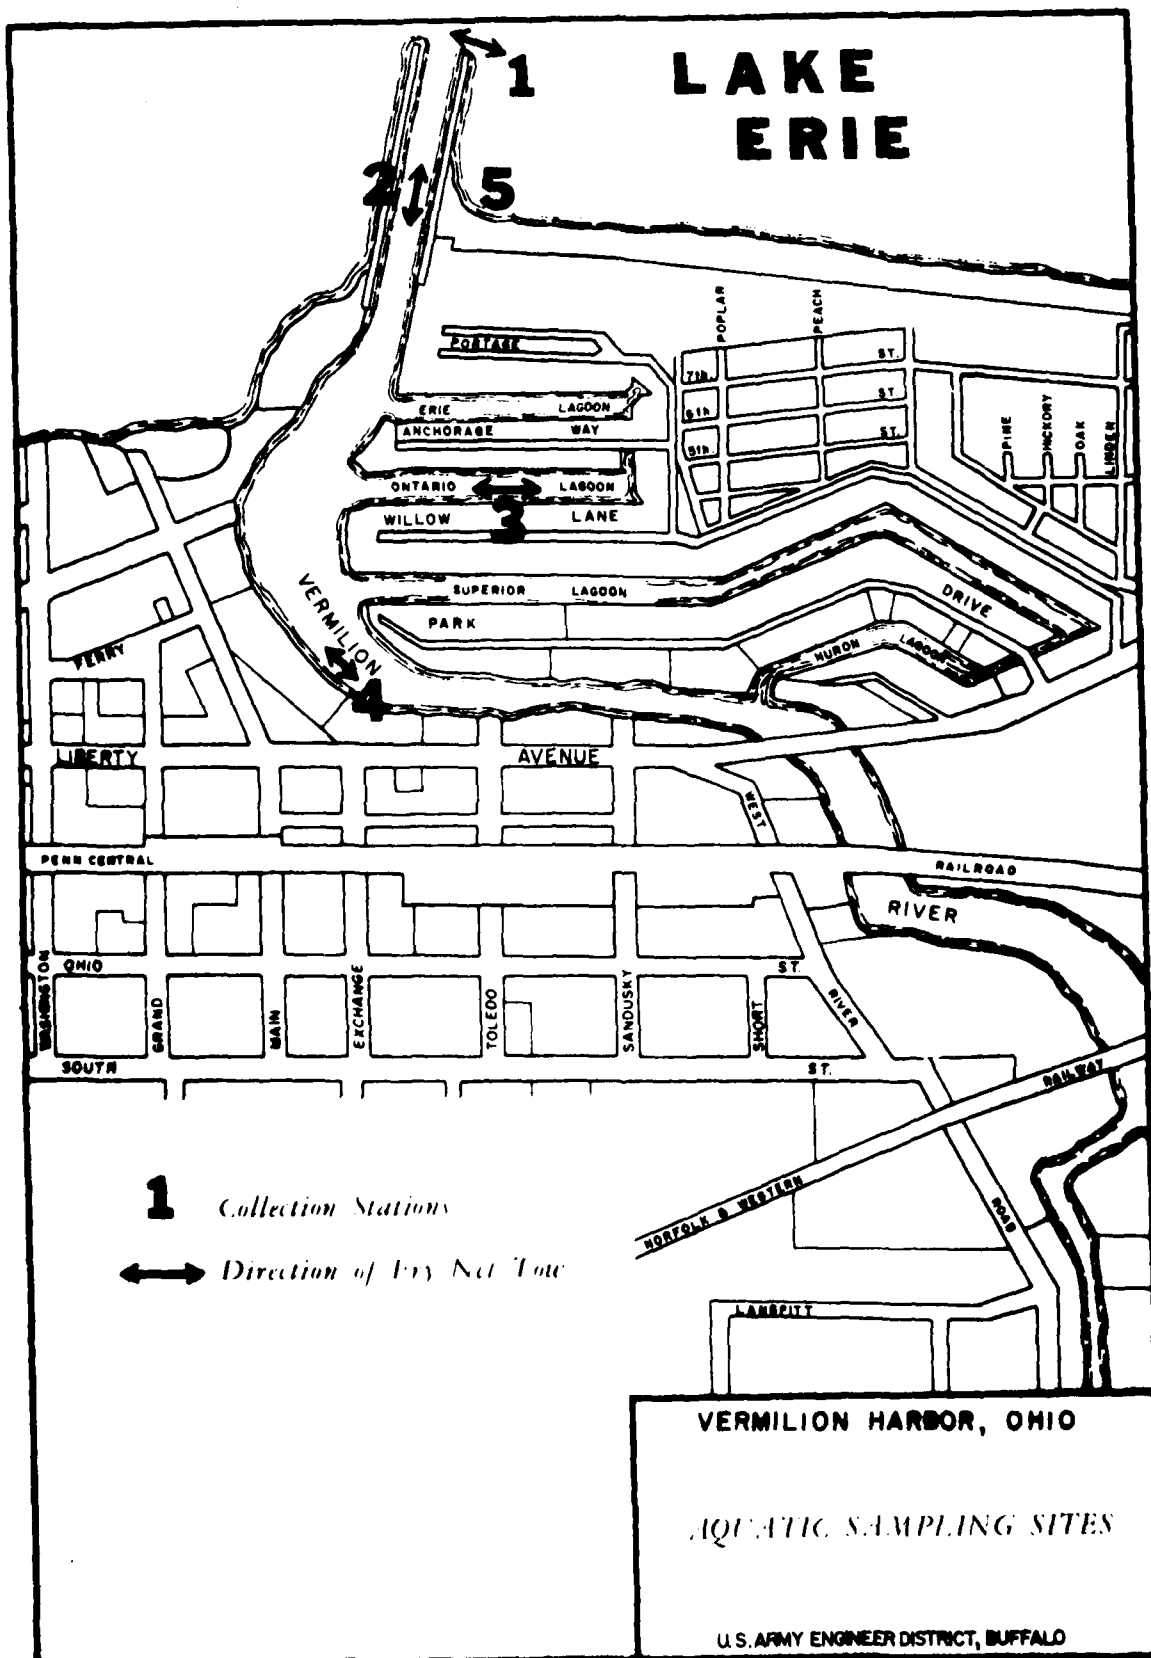 LAKE
ERIE
1
2
5
POPLAR
PEACH
PORTAGE
7th.
ST.
ERIE LAGOON
6th
ST.
ANCHORAGE WAY
5th.
ST.
PINE
HICKORY
OAK
LINDEN
ONTARIO LAGOON
3
WILLOW LANE
SUPERIOR LAGOON
DRIVE
PARK
VERMILION
HURON LAGOON
PERRY
4
LIBERTY AVENUE
WEST
PENN CENTRAL RAILROAD
RIVER
OHIO ST.
WASHINGTON
GRAND
MAIN
EXCHANGE
TOLEDO
SANDUSKY
SHORT
RIVER
SOUTH ST.
RAILWAY
NORFOLK & WESTERN
ROAD
1 Collection Stations
Direction of Fry Net Tow
VERMILION HARBOR, OHIO
AQUATIC SAMPLING SITES
U.S. ARMY ENGINEER DISTRICT, BUFFALO